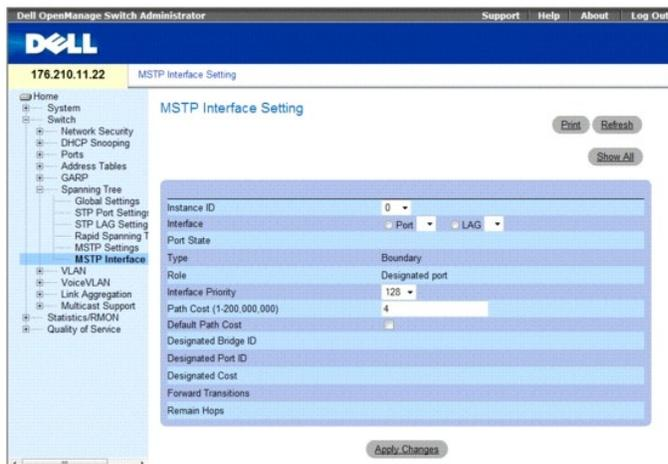 Dell OpenManage Switch Administrator Support Help About Log Out
DELL
176.210.11.22 MSTP Interface Setting
Home
System
Switch
Network Security
DHCP Snooping
Ports
Address Tables
GARP
Spanning Tree
Global Settings
STP Port Settings
STP LAG Setting
Rapid Spanning T
MSTP Settings
MSTP Interface
VLAN
VoiceVLAN
Link Aggregation
Multicast Support
Statistics/RMON
Quality of Service
MSTP Interface Setting
Print Refresh
Show All
Instance ID 0
Interface Port LAG
Port State
Type Boundary
Role Designated port
Interface Priority 128
Path Cost (1-200,000,000) 4
Default Path Cost
Designated Bridge ID
Designated Port ID
Designated Cost
Forward Transitions
Remain Hops
Apply Changes